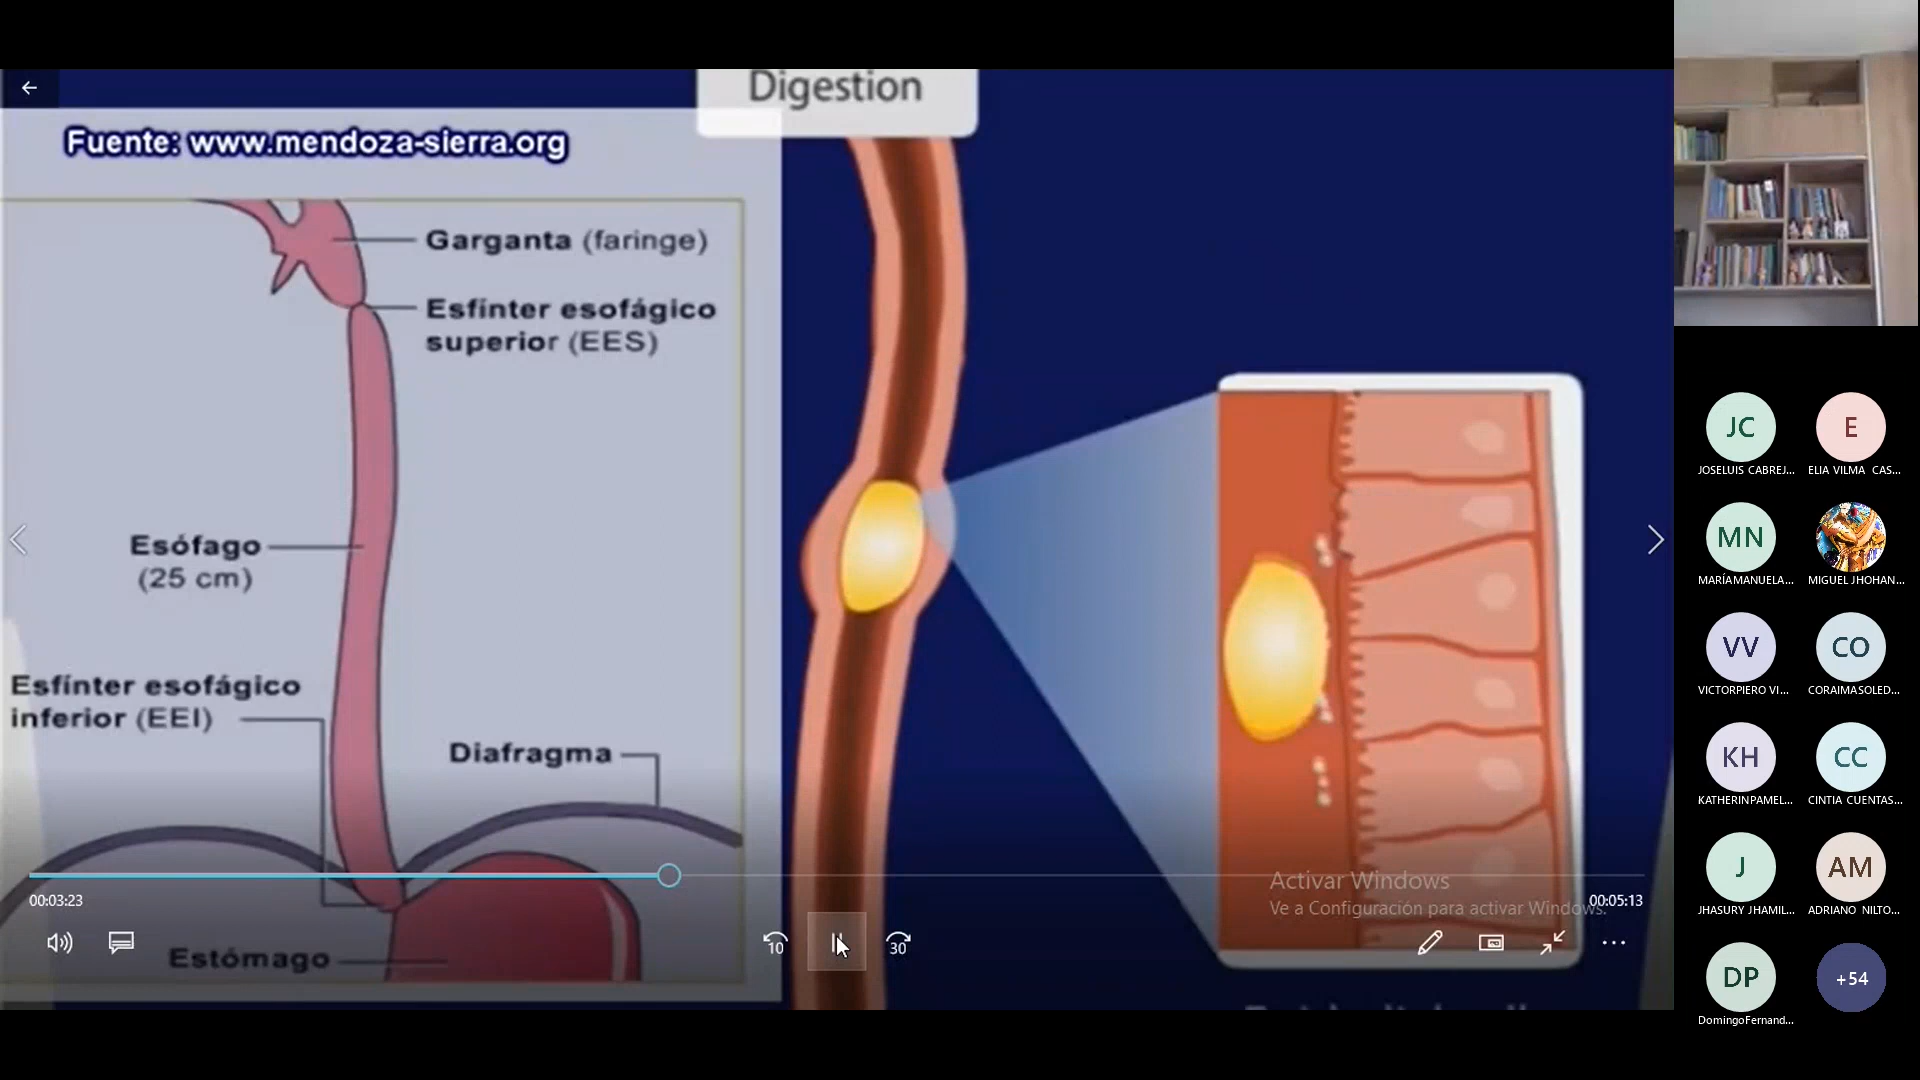 Digestion
Fuente: www.mendoza-sierra.org
Garganta (faringe)
Esfínter esofágico
superior (EES)
Esófago
(25 cm)
Esfínter esofágico
inferior (EEI)
Diafragma
Estómago
00:03:23
00:05:13
10
30
Activar Windows
Ve a Configuración para activar Windows.
JC
JOSELUIS CABREJ...
E
ELIA VILMA CAS...
MN
MARÍAMANUELA...
MIGUEL JHOHAN...
VV
VICTORPIERO VI...
CO
CORAIMASOLED...
KH
KATHERINPAMEL...
CC
CINTIA CUENTAS...
J
JHASURY JHAMIL...
AM
ADRIANO NILTO...
DP
DomingoFernand...
+54